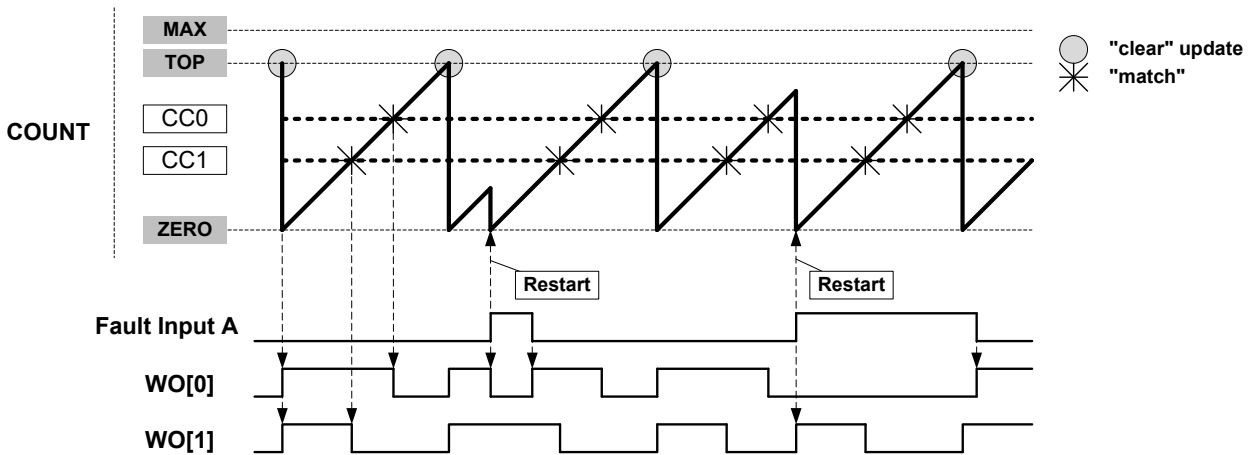 MAX
"clear" update
TOP
"match"
CC0
COUNT
CC1
ZERO
Restart
Restart
Fault Input A
WO[0]
WO[1]